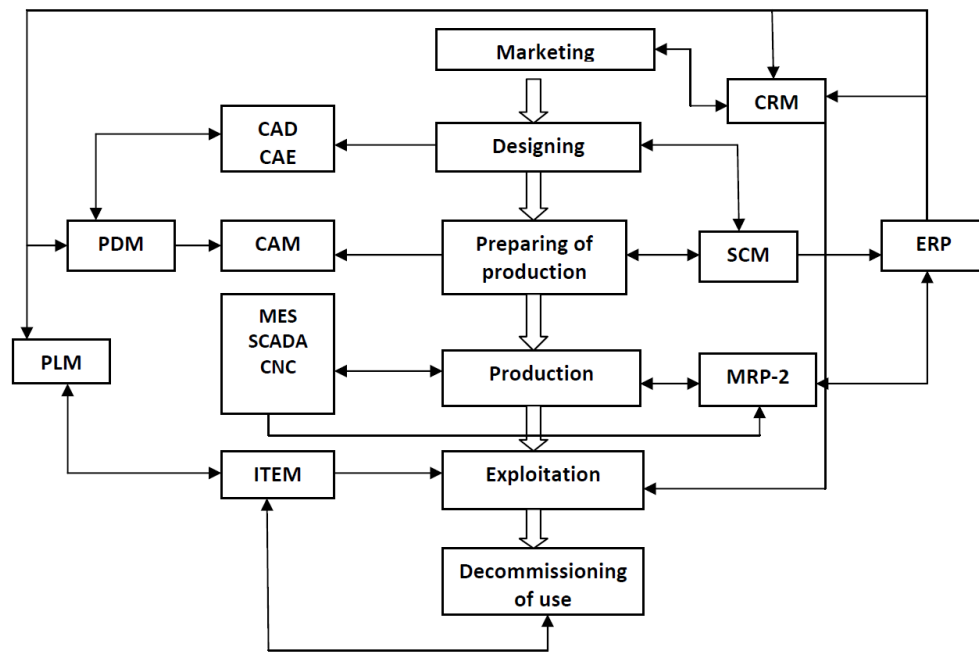 Marketing
CRM
CAD
CAE
Designing
PDM
CAM
Preparing of
production
SCM
ERP
MES
SCADA
CNC
PLM
Production
MRP-2
ITEM
Exploitation
Decommissioning
of use